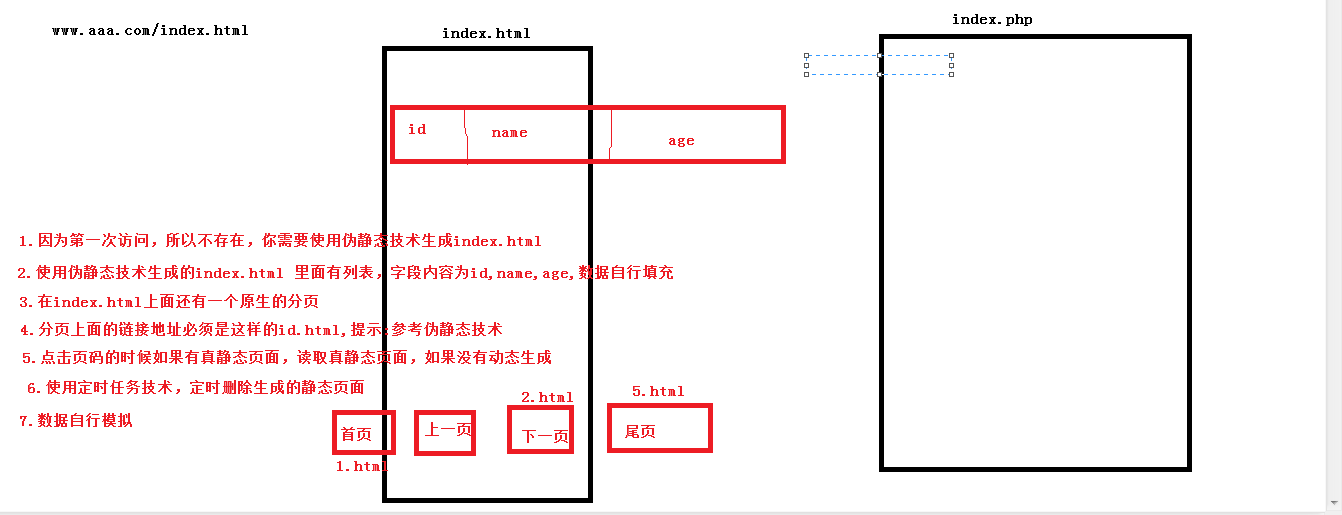 www.aaa.com/index.html
index.html
index.php
id
name
age
1.因为第一次访问，所以不存在，你需要使用伪静态技术生成index.html
2.使用伪静态技术生成的index.html 里面有列表，字段内容为id,name,age,数据自行填充
3.在index.html上面还有一个原生的分页
4.分页上面的链接地址必须是这样的id.html,提示:参考伪静态技术
5.点击页码的时候如果有真静态页面，读取真静态页面，如果没有动态生成
6.使用定时任务技术，定时删除生成的静态页面
7.数据自行模拟
2.html
5.html
首页
上一页
下一页
尾页
1.html